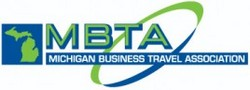 MBTA
MICHIGAN BUSINESS TRAVEL ASSOCIATION